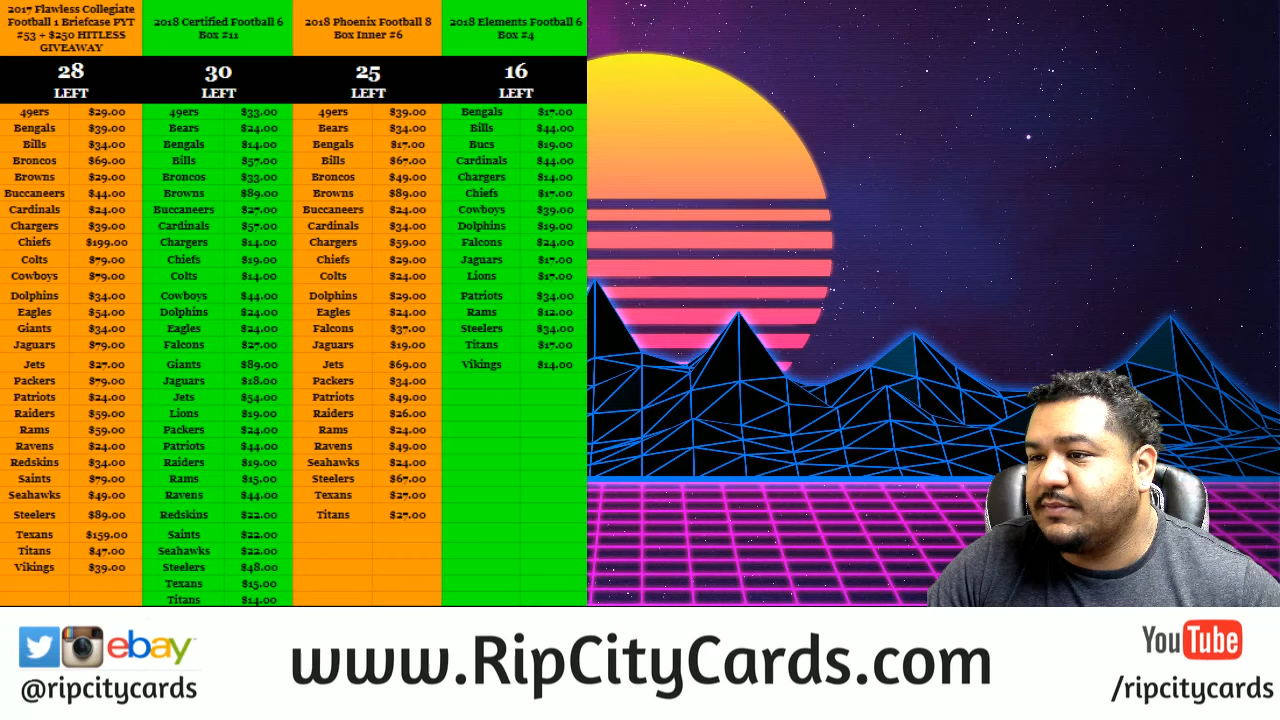 2017 Flawless Collegiate
Football 1 Briefcase PYT
#53 + $250 HITLESS
GIVEAWAY
28
LEFT
49ers $29.00
Bengals $39.00
Bills $34.00
Broncos $69.00
Browns $29.00
Buccaneers $44.00
Cardinals $24.00
Chargers $39.00
Chiefs $199.00
Colts $79.00
Cowboys $79.00
Dolphins $34.00
Eagles $54.00
Giants $34.00
Jaguars $79.00
Jets $27.00
Packers $79.00
Patriots $24.00
Raiders $59.00
Rams $59.00
Ravens $24.00
Redskins $34.00
Saints $79.00
Seahawks $49.00
Steelers $89.00
Texans $159.00
Titans $47.00
Vikings $39.00
2018 Certified Football 6
Box #11
30
LEFT
49ers $33.00
Bears $24.00
Bengals $14.00
Bills $57.00
Broncos $33.00
Browns $89.00
Buccaneers $27.00
Cardinals $57.00
Chargers $14.00
Chiefs $19.00
Colts $14.00
Cowboys $44.00
Dolphins $24.00
Eagles $24.00
Falcons $27.00
Giants $89.00
Jaguars $18.00
Jets $54.00
Lions $19.00
Packers $24.00
Patriots $44.00
Raiders $19.00
Rams $15.00
Ravens $44.00
Redskins $22.00
Saints $22.00
Seahawks $22.00
Steelers $48.00
Texans $15.00
Titans $14.00
2018 Phoenix Football 8
Box Inner #6
25
LEFT
49ers $39.00
Bears $34.00
Bengals $17.00
Bills $67.00
Broncos $49.00
Browns $89.00
Buccaneers $24.00
Cardinals $34.00
Chargers $59.00
Chiefs $29.00
Colts $24.00
Dolphins $29.00
Eagles $24.00
Falcons $37.00
Jaguars $19.00
Jets $69.00
Packers $34.00
Patriots $49.00
Raiders $26.00
Rams $24.00
Ravens $49.00
Seahawks $24.00
Steelers $67.00
Texans $27.00
Titans $27.00
2018 Elements Football 6
Box #4
16
LEFT
Bengals $17.00
Bills $44.00
Bucs $19.00
Cardinals $44.00
Chargers $14.00
Chiefs $17.00
Cowboys $39.00
Dolphins $19.00
Falcons $24.00
Jaguars $17.00
Lions $17.00
Patriots $34.00
Rams $12.00
Steelers $34.00
Titans $17.00
Vikings $14.00
ebay
@ripcitycards
www.RipCityCards.com
YouTube
/ripcitycards